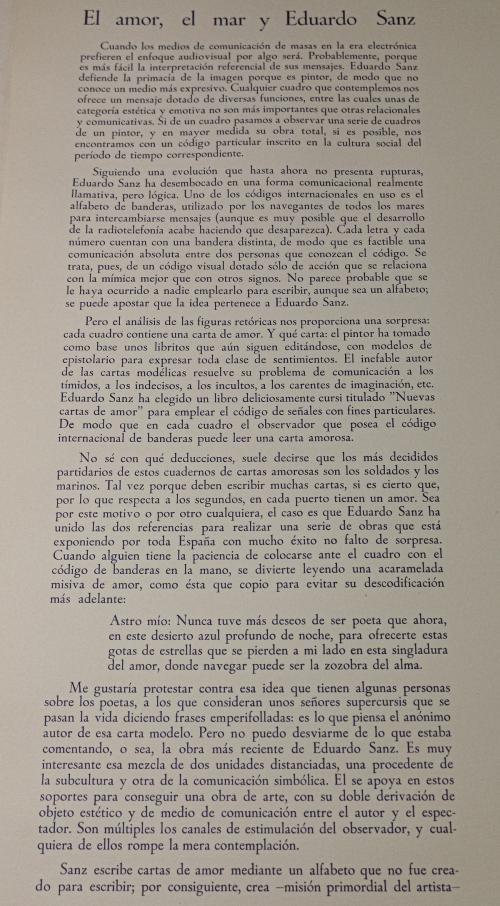 El amor, el mar y Eduardo Sanz
Cuando los medios de comunicación de masas en la era electrónica
prefieren el enfoque audiovisual por algo será. Probablemente, porque
es más fácil la interpretación referencial de sus mensajes. Eduardo Sanz
defiende la primacía de la imagen porque es pintor, de modo que no
conoce un medio más expresivo. Cualquier cuadro que contemplemos nos
ofrece un mensaje dotado de diversas funciones, entre las cuales unas de
categoría estética y emotiva no son más importantes que otras relacionales
y comunicativas. Si de un cuadro pasamos a observar una serie de cuadros
de un pintor, y en mayor medida su obra total, si es posible, nos
encontramos con un código particular inscrito en la cultura social del
período de tiempo correspondiente.
Siguiendo una evolución que hasta ahora no presenta rupturas,
Eduardo Sanz ha desembocado en una forma comunicacional realmente
llamativa, pero lógica. Uno de los códigos internacionales en uso es el
alfabeto de banderas, utilizado por los navegantes de todos los mares
para intercambiarse mensajes (aunque es muy posible que el desarrollo
de la radiotelefonía acabe haciendo que desaparezca). Cada letra y cada
número cuentan con una bandera distinta, de modo que es factible una
comunicación absoluta entre dos personas que conozcan el código. Se
trata, pues, de un código visual dotado sólo de acción que se relaciona
con la mímica mejor que con otros signos. No parece probable que se
le haya ocurrido a nadie emplearlo para escribir, aunque sea un alfabeto;
se puede apostar que la idea pertenece a Eduardo Sanz.
Pero el análisis de las figuras retóricas nos proporciona una sorpresa:
cada cuadro contiene una carta de amor. Y qué carta: el pintor ha tomado
como base unos libritos que aún siguen editándose, con modelos de
epistolario para expresar toda clase de sentimientos. El inefable autor
de las cartas modélicas resuelve su problema de comunicación a los
tímidos, a los indecisos, a los incultos, a los carentes de imaginación, etc.
Eduardo Sanz ha elegido un libro deliciosamente cursi titulado "Nuevas
cartas de amor" para emplear el código de señales con fines particulares.
De modo que en cada cuadro el observador que posea el código
internacional de banderas puede leer una carta amorosa.
No sé con qué deducciones, suele decirse que los más decididos
partidarios de estos cuadernos de cartas amorosas son los soldados y los
marinos. Tal vez porque deben escribir muchas cartas, si es cierto que,
por lo que respecta a los segundos, en cada puerto tienen un amor. Sea
por este motivo o por otro cualquiera, el caso es que Eduardo Sanz ha
unido las dos referencias para realizar una serie de obras que está
exponiendo por toda España con mucho éxito no falto de sorpresa.
Cuando alguien tiene la paciencia de colocarse ante el cuadro con el
código de banderas en la mano, se divierte leyendo una acaramelada
misiva de amor, como ésta que copio para evitar su descodificación
más adelante:
Astro mío: Nunca tuve más deseos de ser poeta que ahora,
en este desierto azul profundo de noche, para ofrecerte estas
gotas de estrellas que se pierden a mi lado en esta singladura
del amor, donde navegar puede ser la zozobra del alma.
Me gustaría protestar contra esa idea que tienen algunas personas
sobre los poetas, a los que consideran unos señores supercursis que se
pasan la vida diciendo frases emperifolladas: es lo que piensa el anónimo
autor de esa carta modelo. Pero no puedo desviarme de lo que estaba
comentando, o sea, la obra más reciente de Eduardo Sanz. Es muy
interesante esa mezcla de dos unidades distanciadas, una procedente de
la subcultura y otra de la comunicación simbólica. El se apoya en estos
soportes para conseguir una obra de arte, con su doble derivación de
objeto estético y de medio de comunicación entre el autor y el espec-
tador. Son múltiples los canales de estimulación del observador, y cual-
quiera de ellos rompe la mera contemplación.
Sanz escribe cartas de amor mediante un alfabeto que no fue crea-
do para escribir; por consiguiente, crea —misión primordial del artista—